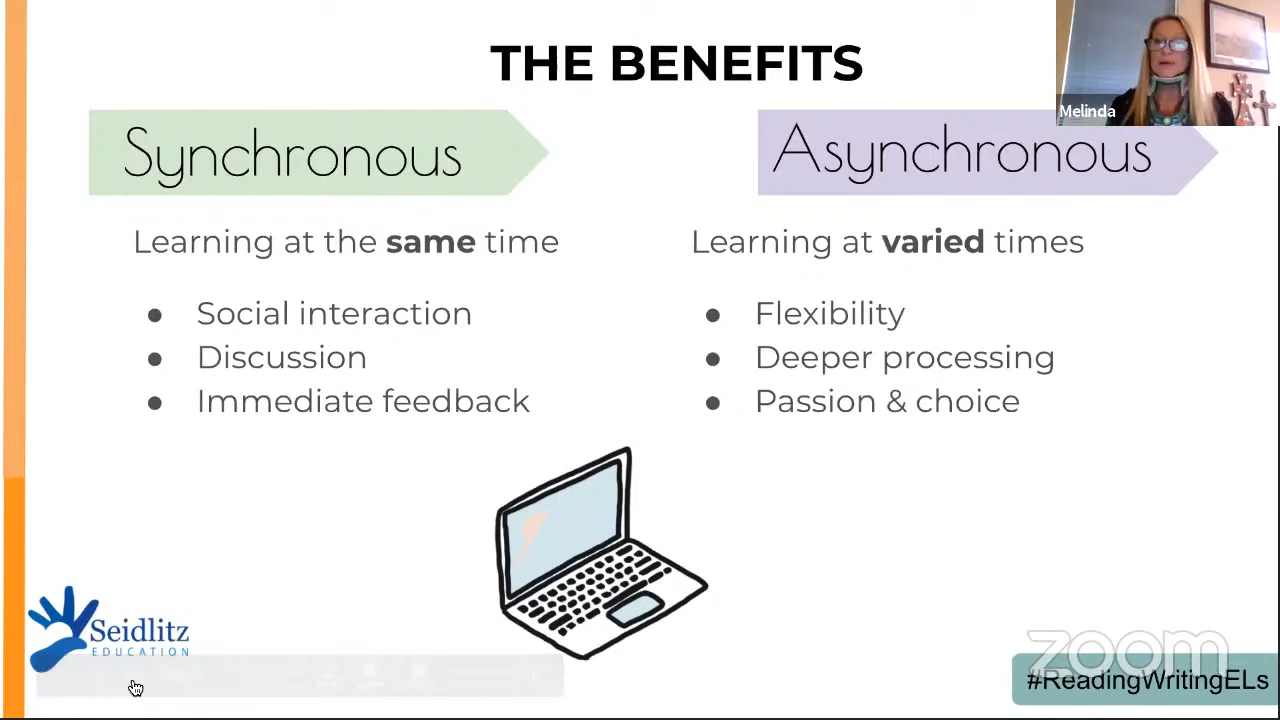 THE BENEFITS
Melinda
Synchronous
Asynchronous
Learning at the same time
● Social interaction
● Discussion
● Immediate feedback
Learning at varied times
● Flexibility
● Deeper processing
● Passion & choice
Seidlitz
EDUCATION
zoom
#ReadingWritingELs